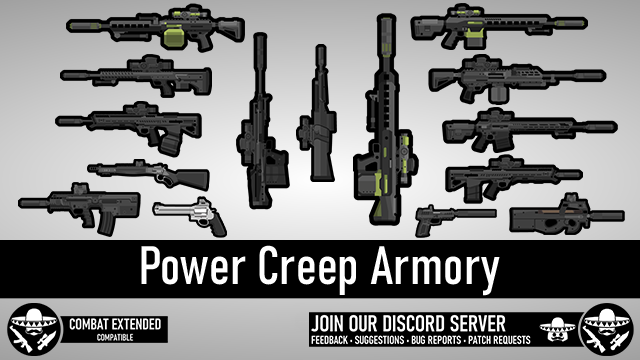 Power Creep Armory
COMBAT EXTENDED
COMPATIBLE
JOIN OUR DISCORD SERVER
FEEDBACK • SUGGESTIONS • BUG REPORTS • PATCH REQUESTS